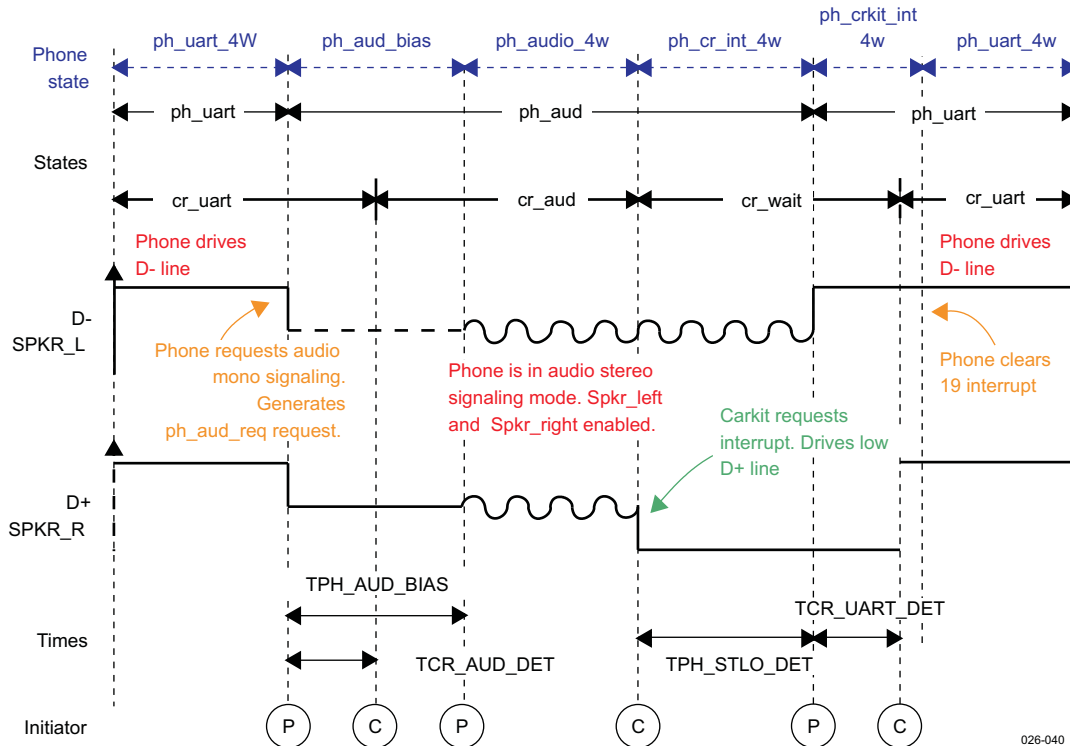 ph_crkit_int
ph_uart_4W ph_aud_bias ph_audio_4w ph_cr_int_4w 4w ph_uart_4w
Phone
state
ph_uart ph_aud ph_uart
States
cr_uart cr_aud cr_wait cr_uart
Phone drives
D- line
Phone drives
D- line
D-
SPKR_L
Phone requests audio
mono signaling.
Generates
ph_aud_req request.
Phone is in audio stereo
signaling mode. Spkr_left
and Spkr_right enabled.
Phone clears
19 interrupt
Carkit requests
interrupt. Drives low
D+ line
D+
SPKR_R
TPH_AUD_BIAS
TCR_UART_DET
Times
TCR_AUD_DET
TPH_STLO_DET
Initiator P C P C P C
026-040